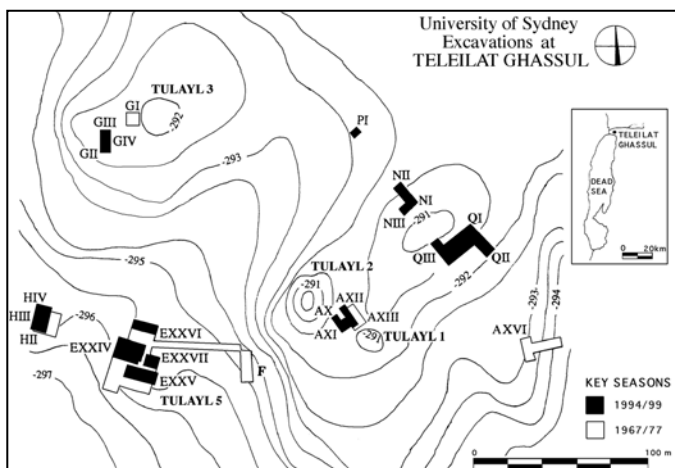 University of Sydney
Excavations at
TELEILAT GHASSUL
TULAYL 3
GI
GIII
GIV
GII
-292
-293
PI
TELEILAT
GHASSUL
DEAD
SEA
0 20km
NII
NI
NIII
-291
QI
QIII
QII
-292
-295
TULAYL 2
-291
AXII
AX
AXIII
AXI
-291
TULAYL 1
-293
-294
AXVI
HIV
HIII
HII
-296
EXXVI
EXXIV
EXXVII
EXXV
F
-297
TULAYL 5
KEY SEASONS
1994/99
1967/77
0 100 m